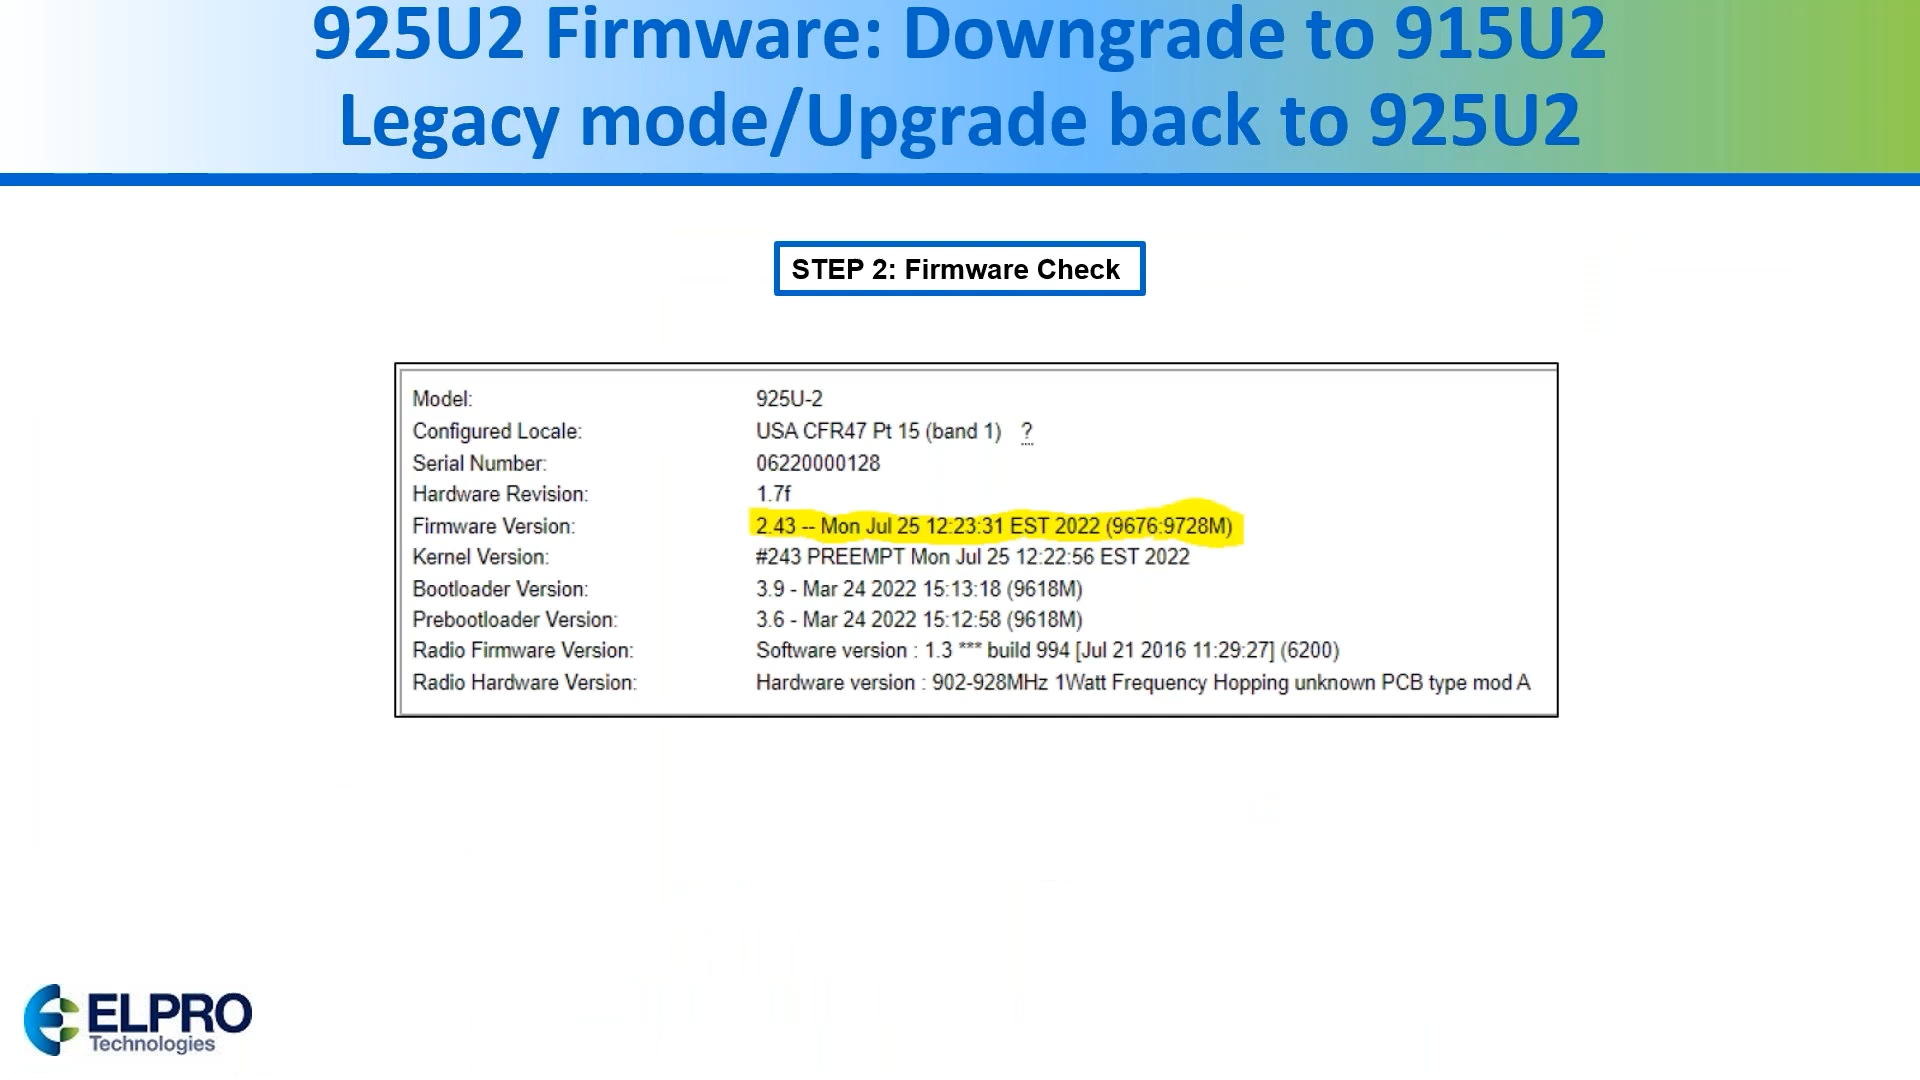 925U2 Firmware: Downgrade to 915U2
Legacy mode/Upgrade back to 925U2
STEP 2: Firmware Check
Model: 925U-2
Configured Locale: USA CFR47 Pt 15 (band 1) ?
Serial Number: 06220000128
Hardware Revision: 1.7f
Firmware Version: 2.43 -- Mon Jul 25 12:23:31 EST 2022 (9676:9728M)
Kernel Version: #243 PREEMPT Mon Jul 25 12:22:56 EST 2022
Bootloader Version: 3.9 - Mar 24 2022 15:13:18 (9618M)
Prebootloader Version: 3.6 - Mar 24 2022 15:12:58 (9618M)
Radio Firmware Version: Software version : 1.3 *** build 994 [Jul 21 2016 11:29:27] (6200)
Radio Hardware Version: Hardware version : 902-928MHz 1Watt Frequency Hopping unknown PCB type mod A
ELPRO
Technologies